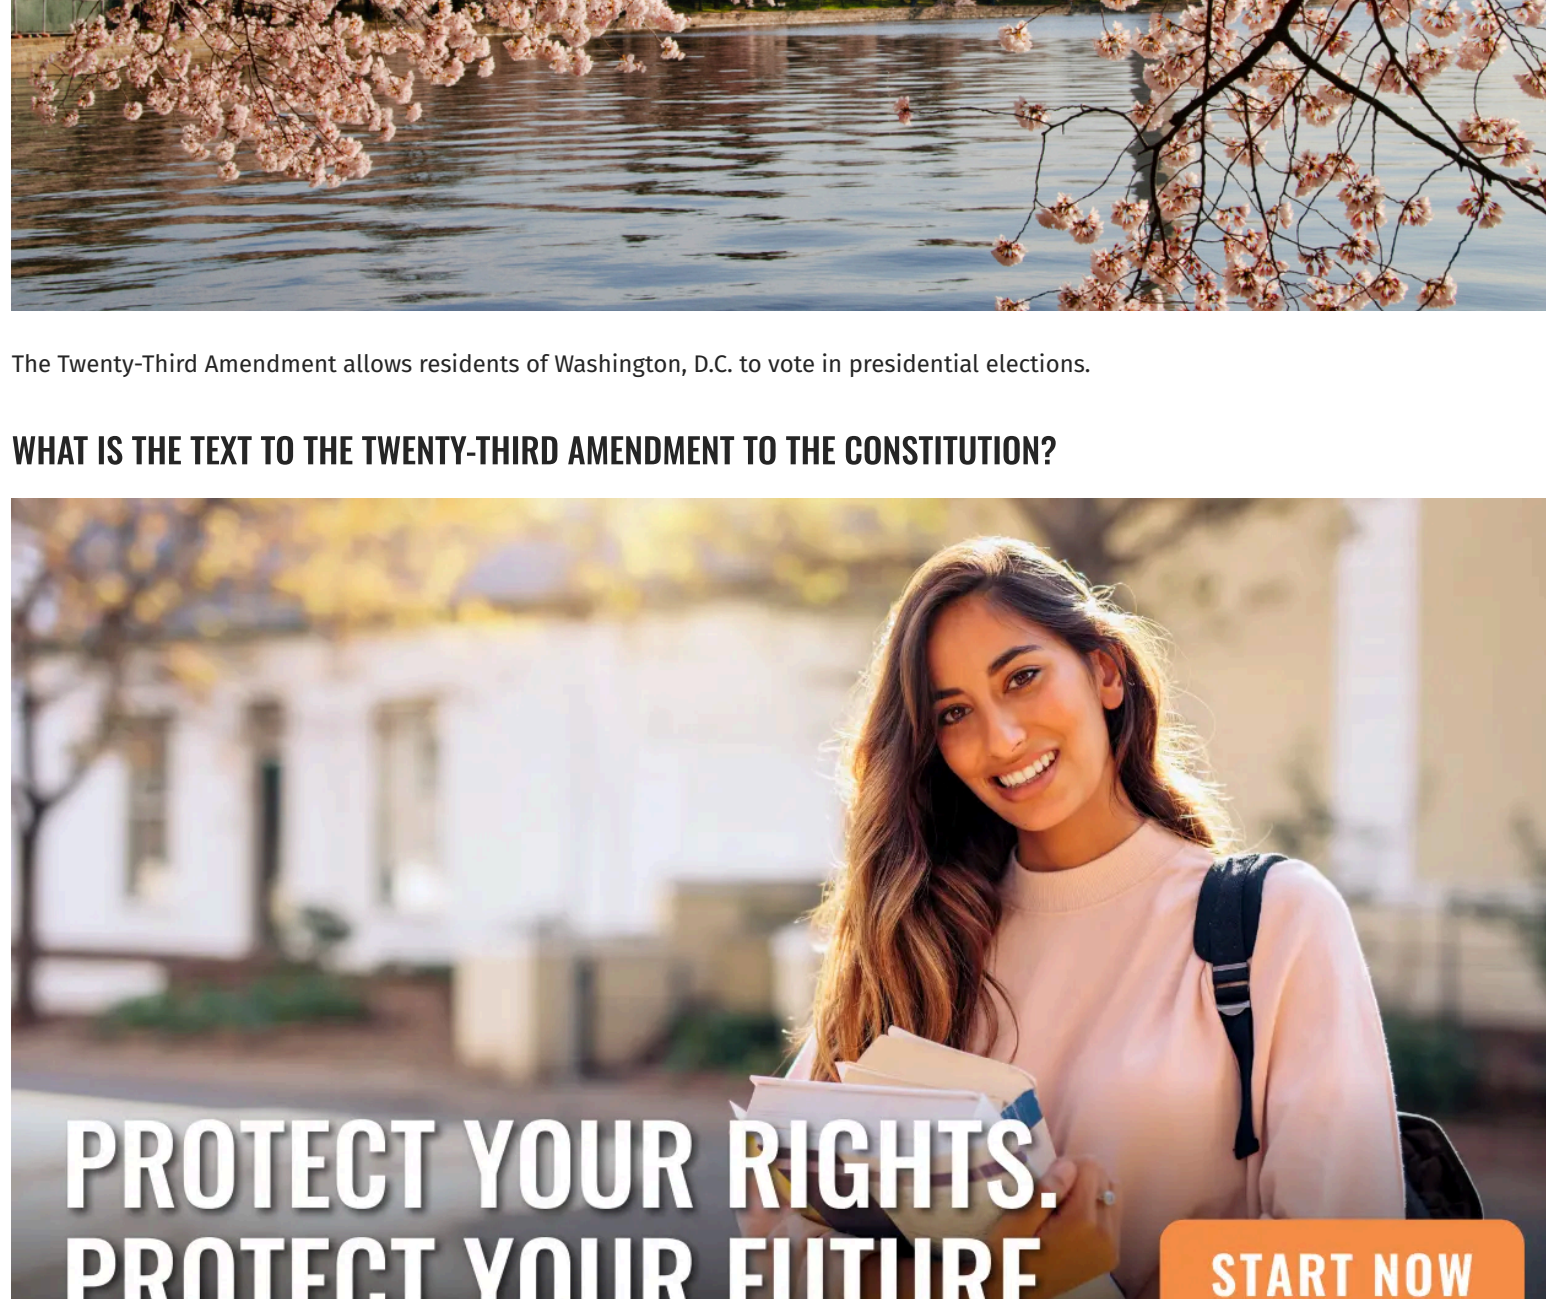 The Twenty-Third Amendment allows residents of Washington, D.C. to vote in presidential elections.
WHAT IS THE TEXT TO THE TWENTY-THIRD AMENDMENT TO THE CONSTITUTION?
PROTECT YOUR RIGHTS.
PROTECT YOUR FUTURE
START NOW